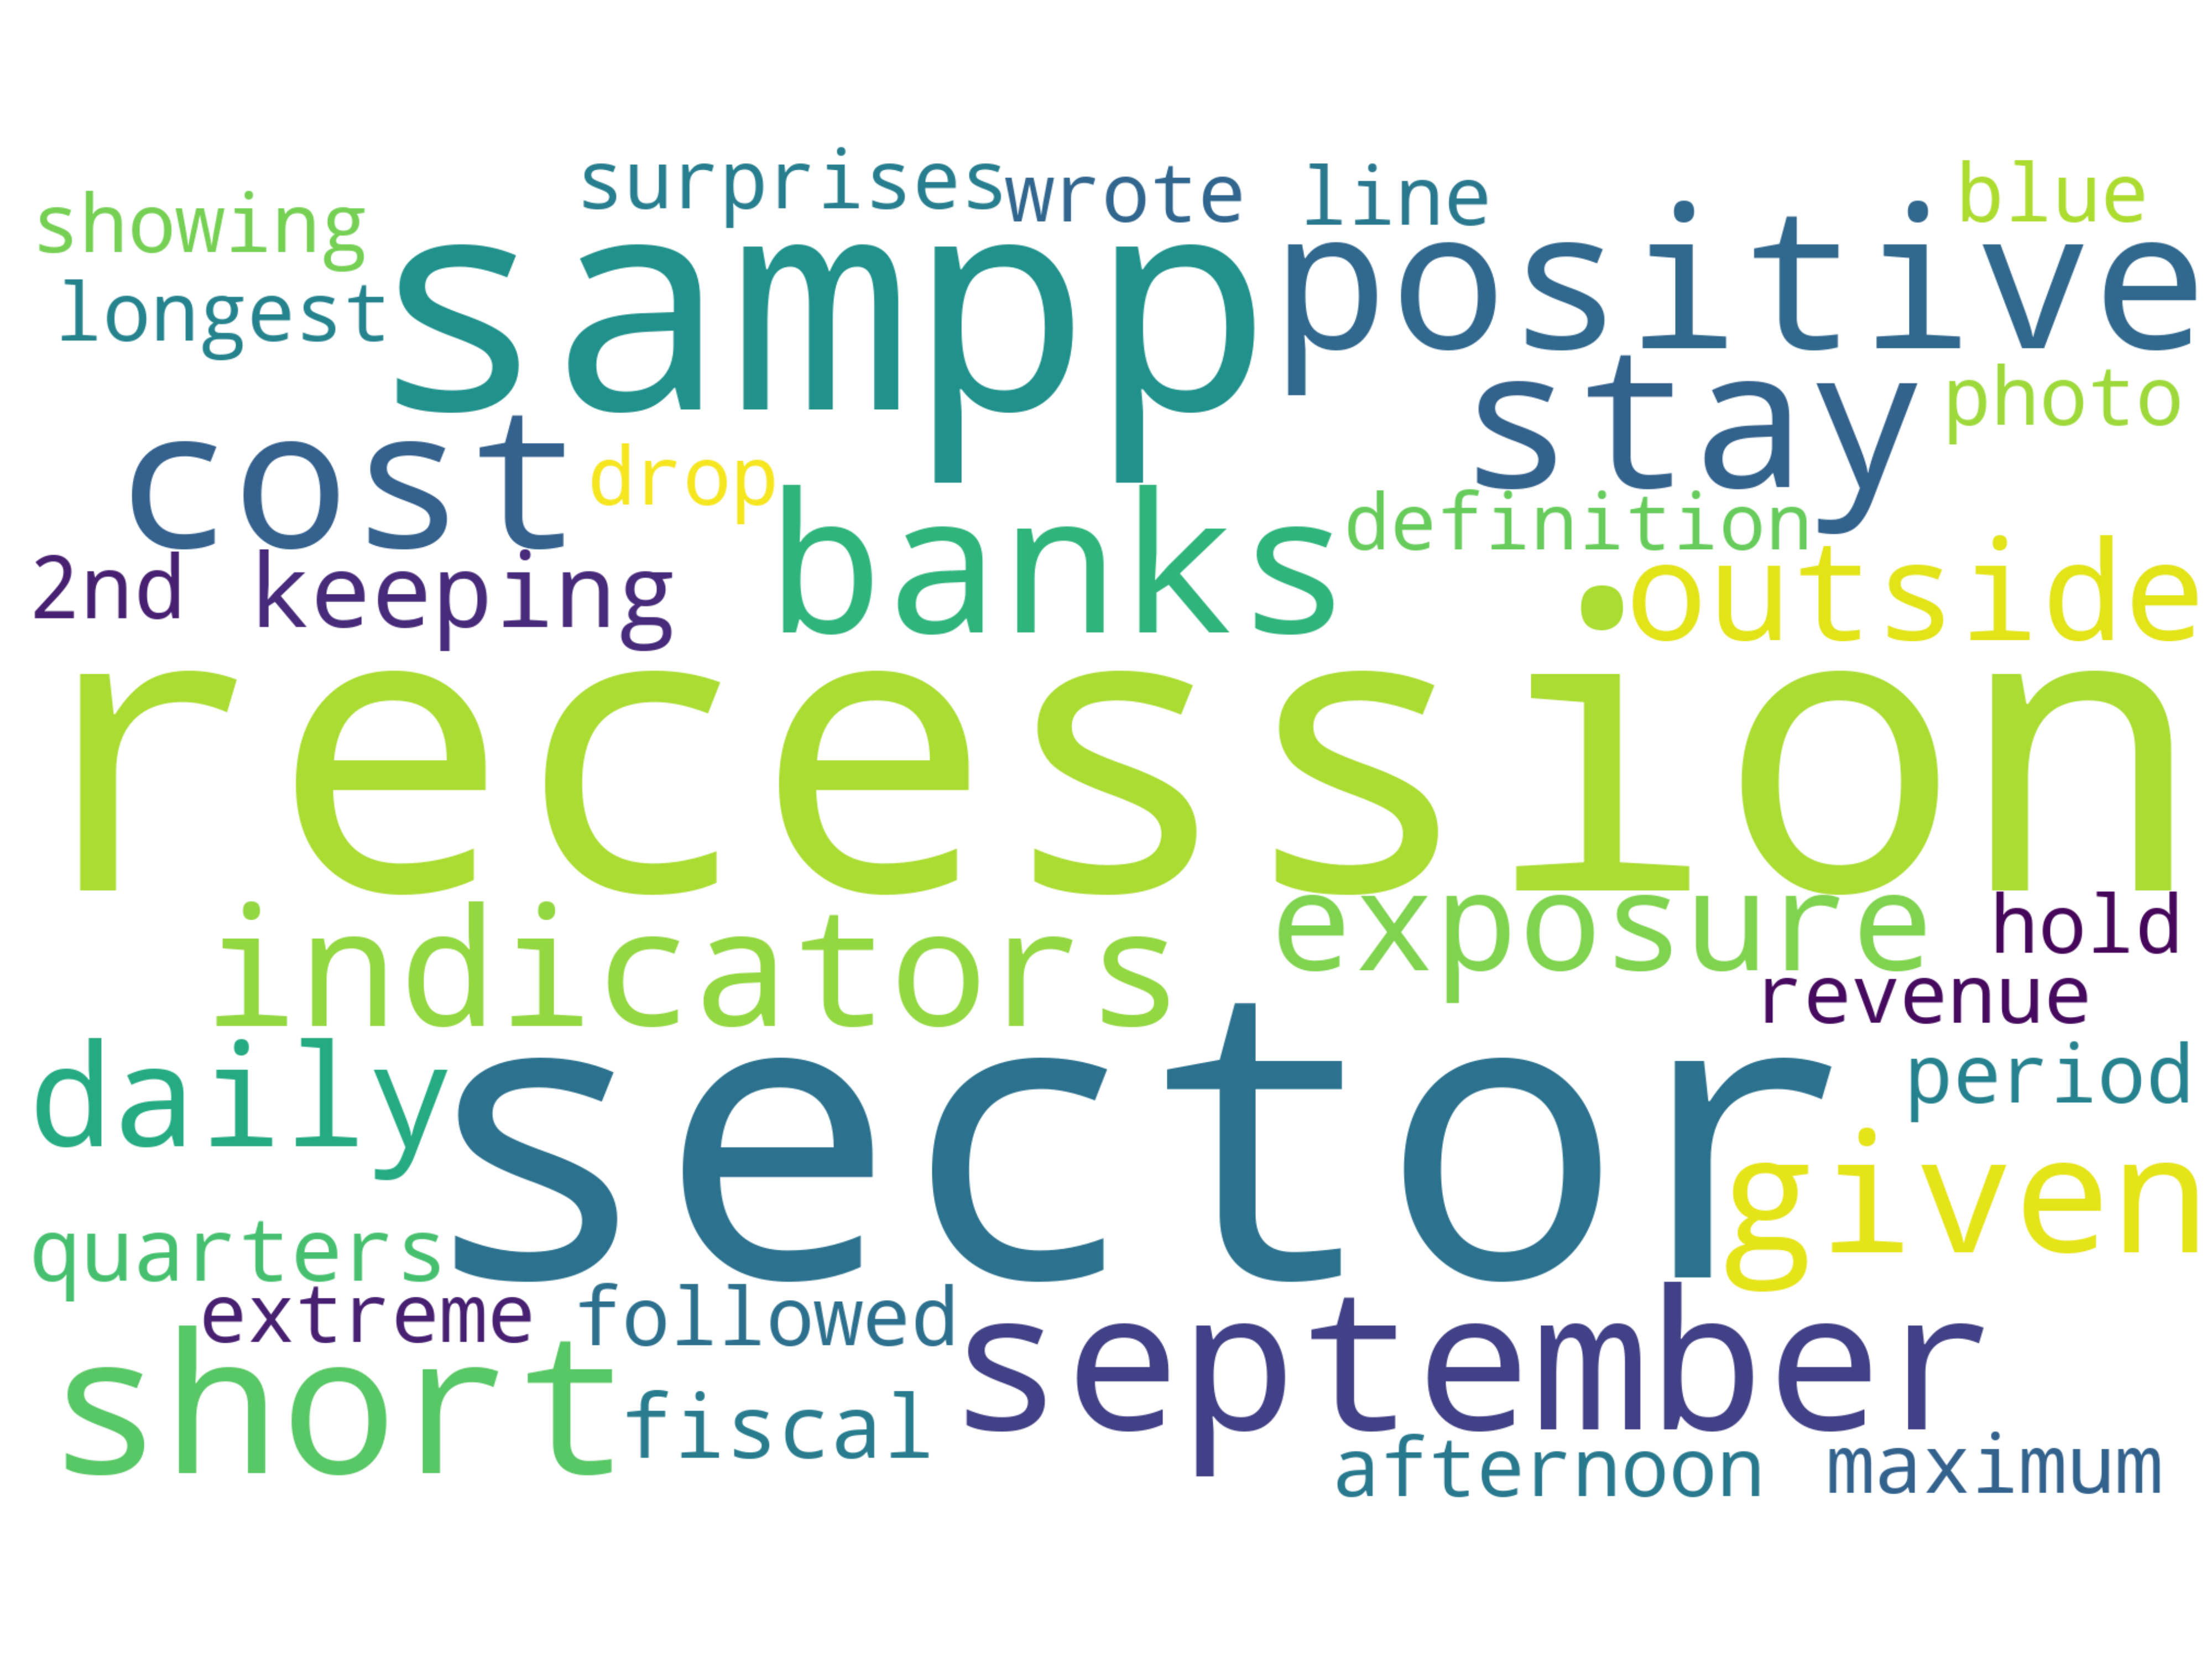 surprises wrote line blue
showing
sampp positive
longest
stay photo
cost drop
banks definition
2nd keeping · outside
recession
indicators exposure hold
revenue
daily sector period
given
quarters
extreme followed
short september
fiscal
afternoon maximum